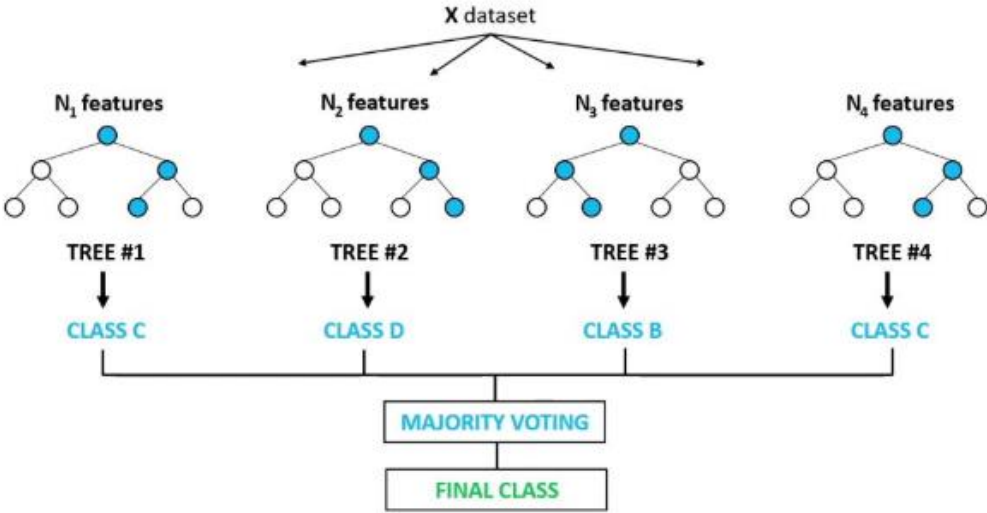 X dataset
N₁ features N₂ features N₃ features N₄ features
TREE #1 TREE #2 TREE #3 TREE #4
CLASS C CLASS D CLASS B CLASS C
MAJORITY VOTING
FINAL CLASS